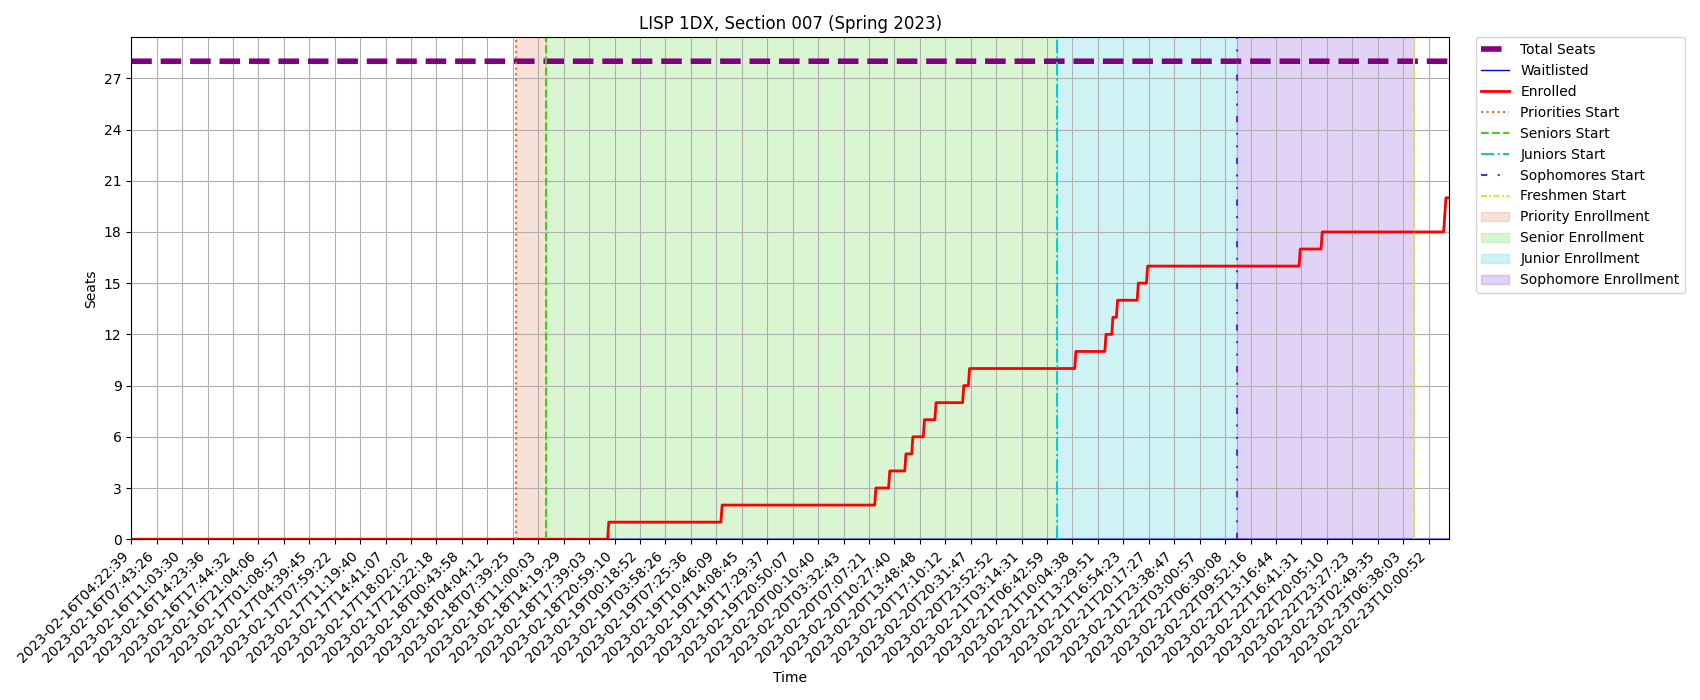 LISP 1DX, Section 007 (Spring 2023)
Total Seats
Waitlisted
Enrolled
Priorities Start
Seniors Start
Juniors Start
Sophomores Start
Freshmen Start
Priority Enrollment
Senior Enrollment
Junior Enrollment
Sophomore Enrollment
Seats
27
24
21
18
15
12
9
6
3
0
2023-02-16T04:22:39
2023-02-16T07:43:26
2023-02-16T11:03:30
2023-02-16T14:23:36
2023-02-16T17:44:32
2023-02-16T21:04:06
2023-02-17T01:08:57
2023-02-17T04:39:45
2023-02-17T07:59:22
2023-02-17T11:19:40
2023-02-17T14:41:07
2023-02-17T18:02:02
2023-02-17T21:22:18
2023-02-18T00:43:58
2023-02-18T04:04:12
2023-02-18T07:39:25
2023-02-18T11:00:03
2023-02-18T14:19:29
2023-02-18T17:39:03
2023-02-18T20:59:16
2023-02-19T00:18:52
2023-02-19T03:58:26
2023-02-19T07:25:36
2023-02-19T10:46:09
2023-02-19T14:08:45
2023-02-19T17:29:37
2023-02-19T20:50:07
2023-02-20T00:10:40
2023-02-20T03:32:43
2023-02-20T07:07:21
2023-02-20T10:27:40
2023-02-20T13:48:48
2023-02-20T17:10:12
2023-02-20T20:31:47
2023-02-20T23:52:52
2023-02-21T03:14:31
2023-02-21T06:42:59
2023-02-21T10:04:38
2023-02-21T13:29:51
2023-02-21T16:54:23
2023-02-21T20:17:27
2023-02-21T23:38:47
2023-02-22T03:00:57
2023-02-22T06:30:08
2023-02-22T09:52:16
2023-02-22T13:16:44
2023-02-22T16:41:31
2023-02-22T20:05:10
2023-02-22T23:27:23
2023-02-23T02:49:35
2023-02-23T06:38:03
2023-02-23T10:00:52
Time